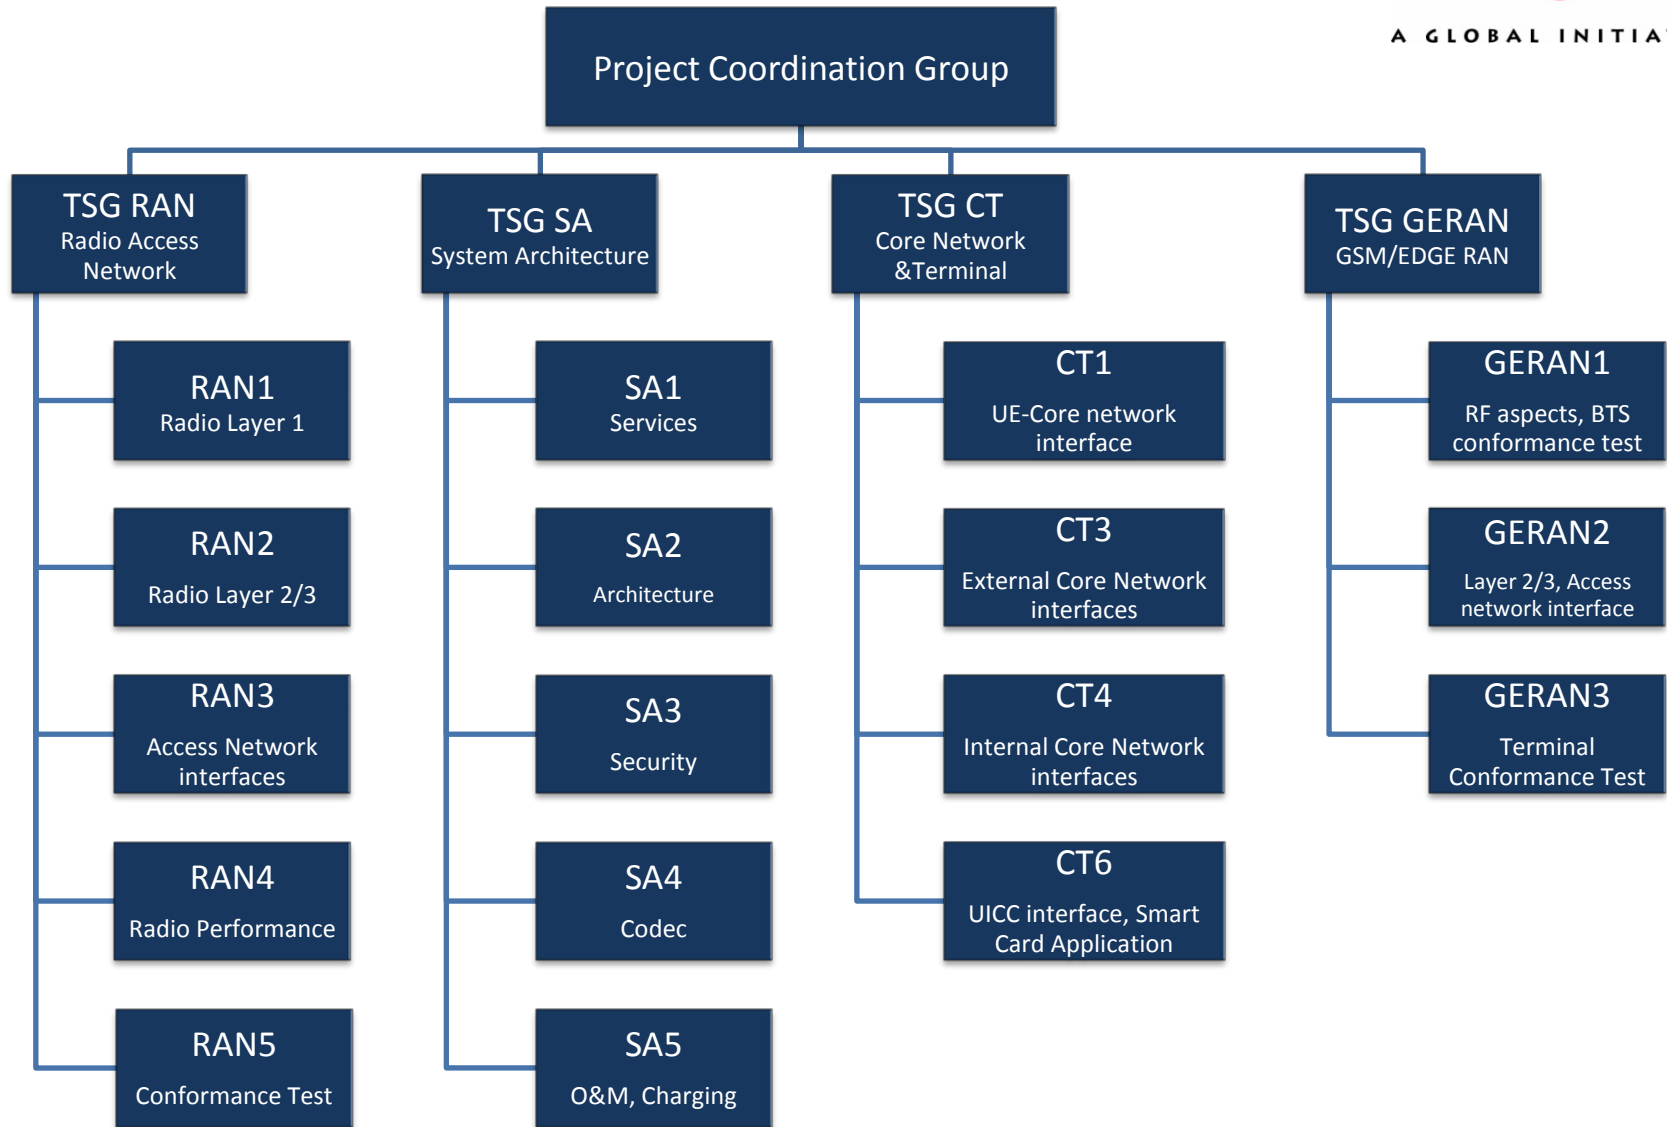 A GLOBAL INITIA
Project Coordination Group
TSG RAN
Radio Access
Network
TSG SA
System Architecture
TSG CT
Core Network
&Terminal
TSG GERAN
GSM/EDGE RAN
RAN1
Radio Layer 1
SA1
Services
CT1
UE-Core network
interface
GERAN1
RF aspects, BTS
conformance test
RAN2
Radio Layer 2/3
SA2
Architecture
CT3
External Core Network
interfaces
GERAN2
Layer 2/3, Access
network interface
RAN3
Access Network
interfaces
SA3
Security
CT4
Internal Core Network
interfaces
GERAN3
Terminal
Conformance Test
RAN4
Radio Performance
SA4
Codec
CT6
UICC interface, Smart
Card Application
RAN5
Conformance Test
SA5
O&M, Charging